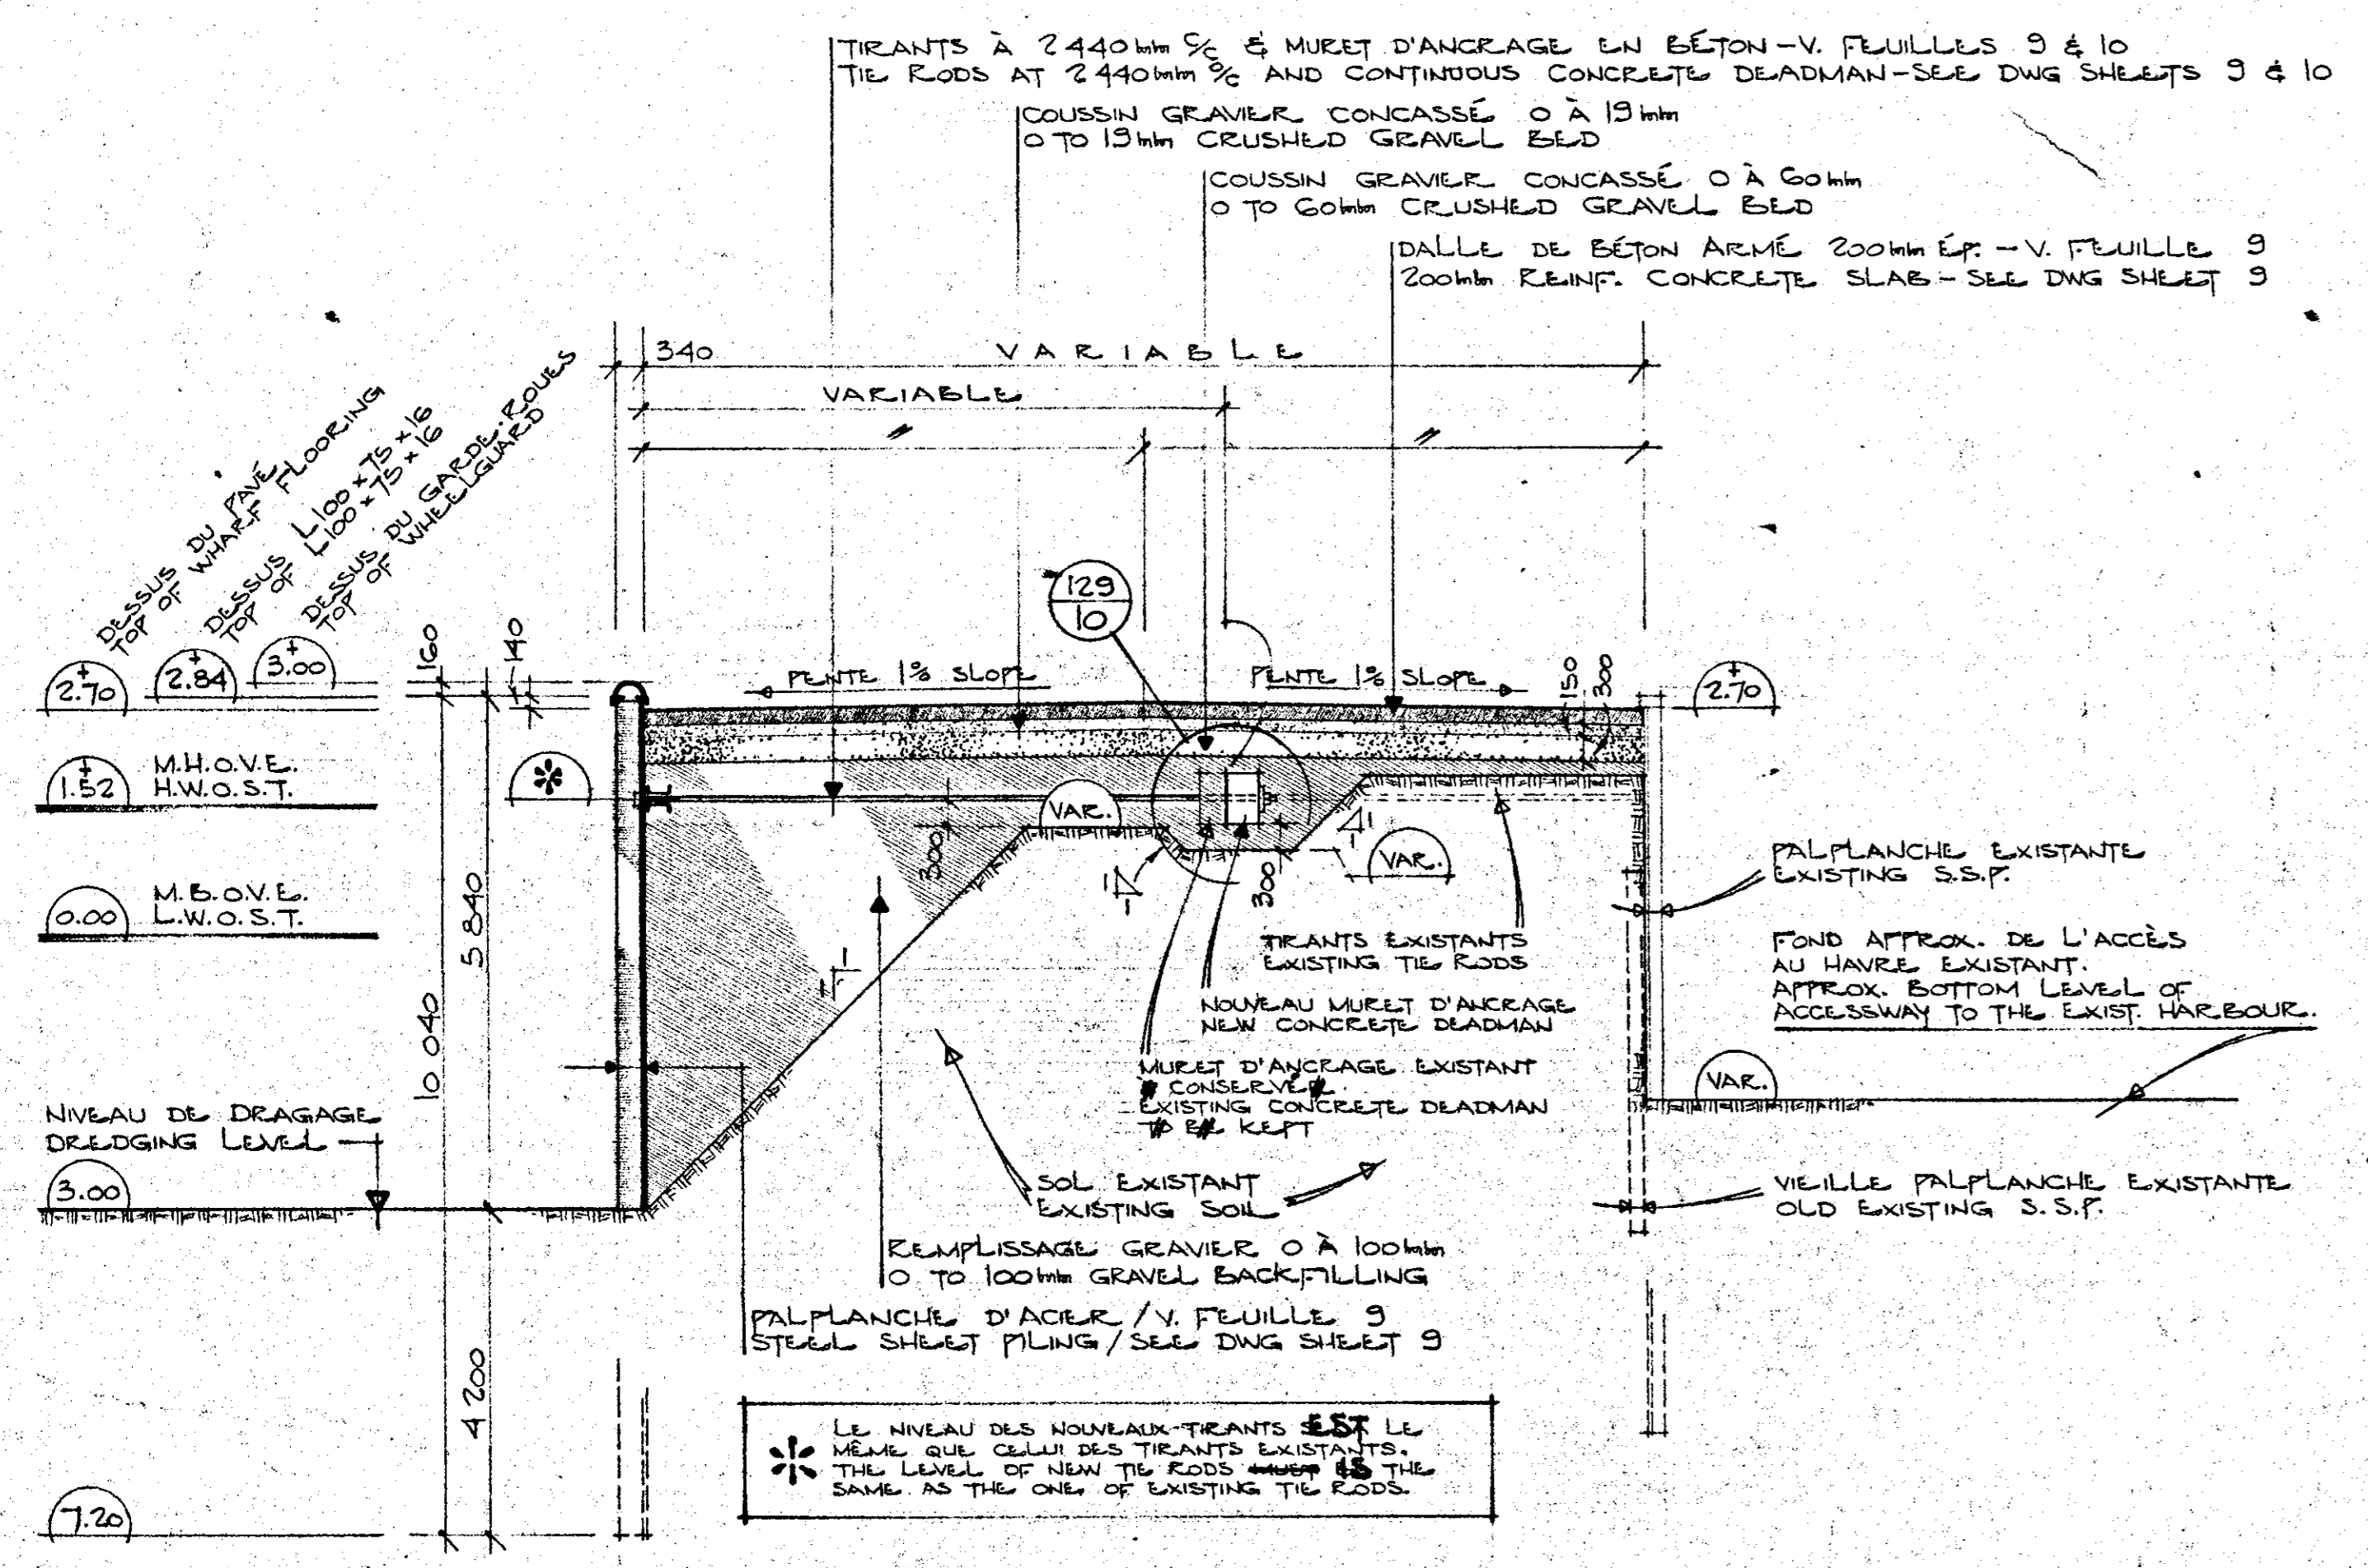 TIRANTS À 2440mm C/C & MURET D'ANCRAGE EN BÉTON-V. FEUILLES 9 & 10
TIE RODS AT 2440mm C/C AND CONTINUOUS CONCRETE DEADMAN-SEE DWG SHEETS 9 & 10
COUSSIN GRAVIER CONCASSÉ 0 À 19mm
0 TO 19mm CRUSHED GRAVEL BED
COUSSIN GRAVIER CONCASSÉ 0 À 60mm
0 TO 60mm CRUSHED GRAVEL BED
DALLE DE BÉTON ARMÉ 200mm ÉP. - V. FEUILLE 9
200mm REINF. CONCRETE SLAB - SEE DWG SHEET 9
340
VARIABLE
VARIABLE
DESSUS DU PAVÉ
TOP OF WHARF FLOORING
DESSUS L100×75×16
TOP OF L100×75×16
DESSUS DU GARDE-ROUES
TOP OF WHEELGUARD
129
10
+
2.70
+
2.84
+
3.00
160
140
PENTE 1% SLOPE
PENTE 1% SLOPE
150
300
+
2.70
+
1.52
M.H.O.V.E.
H.W.O.S.T.
*
VAR.
300
1
1
1
1
VAR.
300
PALPLANCHE EXISTANTE
EXISTING S.S.P.
0.00
M.B.O.V.E.
L.W.O.S.T.
5 840
TIRANTS EXISTANTS
EXISTING TIE RODS
FOND APPROX. DE L'ACCÈS
AU HAVRE EXISTANT.
APPROX. BOTTOM LEVEL OF
ACCESSWAY TO THE EXIST. HARBOUR.
1
1
NOUVEAU MURET D'ANCRAGE
NEW CONCRETE DEADMAN
10 040
MURET D'ANCRAGE EXISTANT
CONSERVÉ
EXISTING CONCRETE DEADMAN
KEPT
VAR.
NIVEAU DE DRAGAGE
DREDGING LEVEL
3.00
SOL EXISTANT
EXISTING SOIL
VIEILLE PALPLANCHE EXISTANTE
OLD EXISTING S.S.P.
REMPLISSAGE GRAVIER 0 À 100mm
0 TO 100mm GRAVEL BACKFILLING
PALPLANCHE D'ACIER / V. FEUILLE 9
STEEL SHEET PILING / SEE DWG SHEET 9
4 200
* LE NIVEAU DES NOUVEAUX TIRANTS EST LE
MÊME QUE CELUI DES TIRANTS EXISTANTS.
THE LEVEL OF NEW TIE RODS IS THE
SAME AS THE ONE OF EXISTING TIE RODS.
7.20